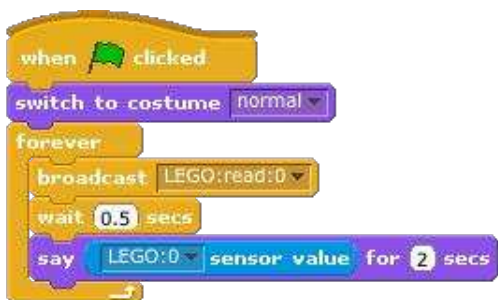 when clicked
switch to costume normal
forever
broadcast LEGO:read:0
wait 0.5 secs
say LEGO:0 sensor value for 2 secs